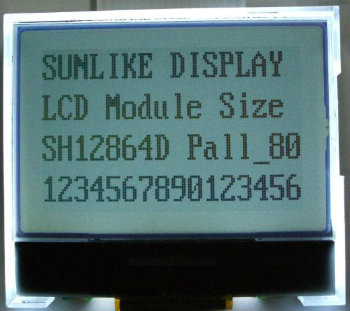 SUNLIKE DISPLAY
LCD Module Size
SH12864D Pall_80
1234567890123456